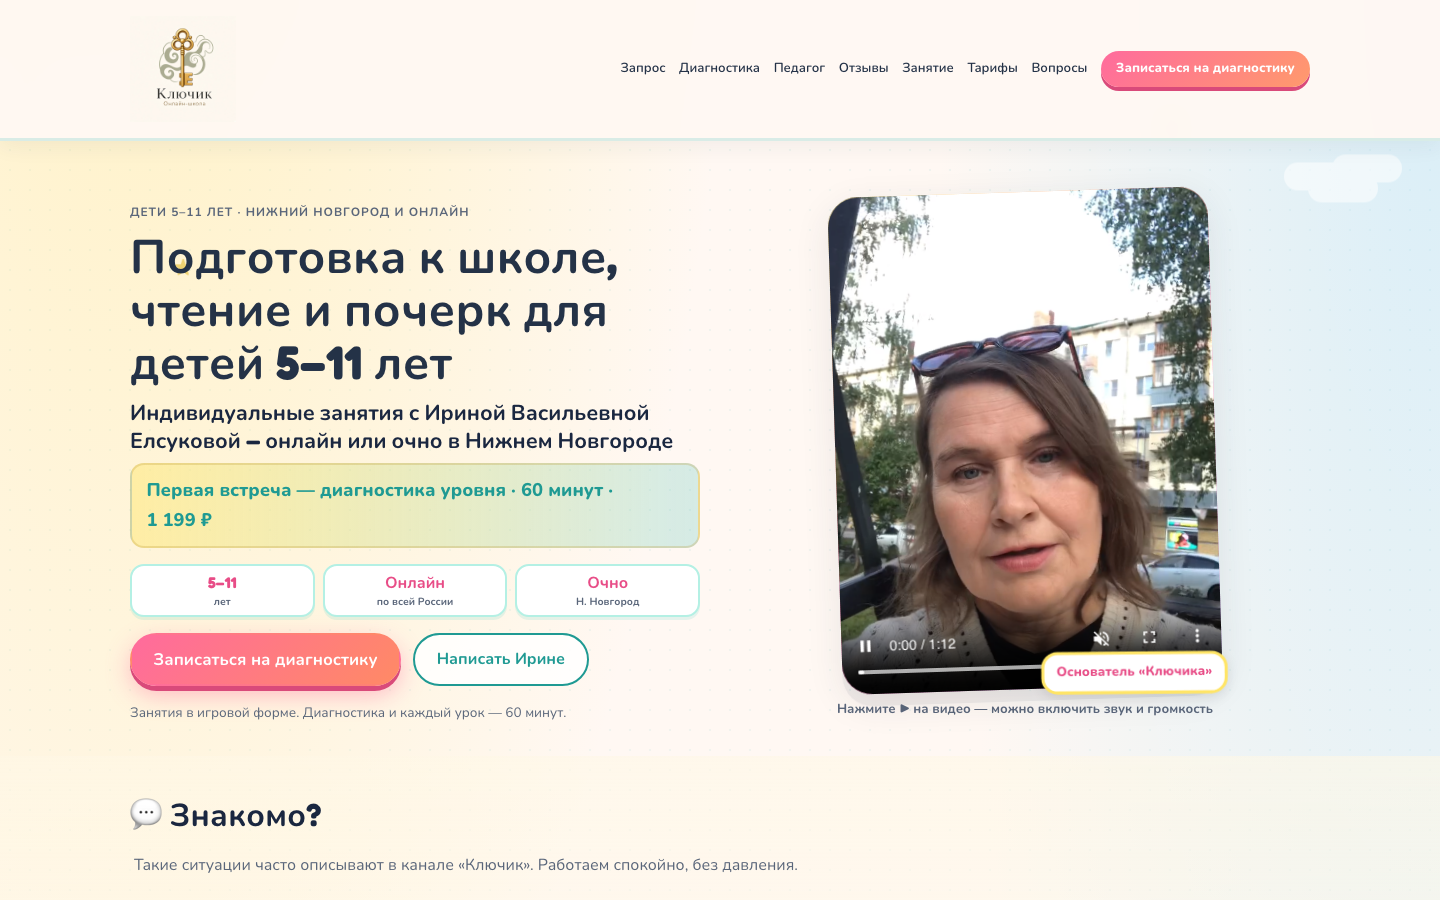 Ключик
Онлайн-школа
Запрос Диагностика Педагог Отзывы Занятие Тарифы Вопросы Записаться на диагностику
ДЕТИ 5–11 ЛЕТ · НИЖНИЙ НОВГОРОД И ОНЛАЙН
Подготовка к школе,
чтение и почерк для
детей 5–11 лет
Индивидуальные занятия с Ириной Васильевной
Елсуковой — онлайн или очно в Нижнем Новгороде
Первая встреча — диагностика уровня · 60 минут ·
1 199 ₽
5–11
лет
Онлайн
по всей России
Очно
Н. Новгород
Записаться на диагностику
Написать Ирине
Занятия в игровой форме. Диагностика и каждый урок — 60 минут.
0:00 / 1:12
Основатель «Ключика»
Нажмите ▶ на видео — можно включить звук и громкость
💬 Знакомо?
Такие ситуации часто описывают в канале «Ключик». Работаем спокойно, без давления.